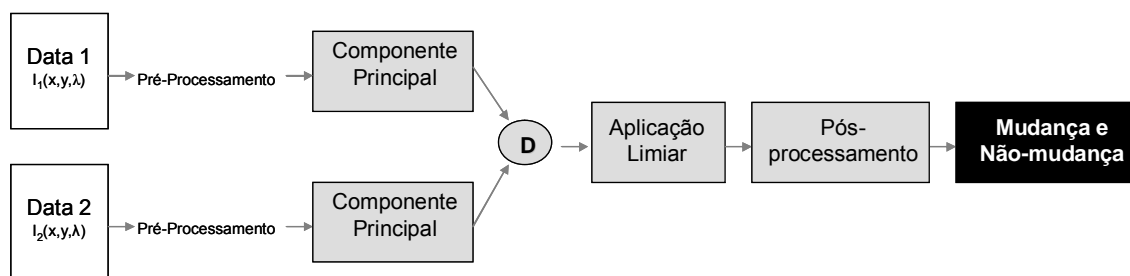 Data 1
I₁(x,y,λ)
Pré-Processamento
Componente
Principal
Data 2
I₂(x,y,λ)
Pré-Processamento
Componente
Principal
D
Aplicação
Limiar
Pós-
processamento
Mudança e
Não-mudança